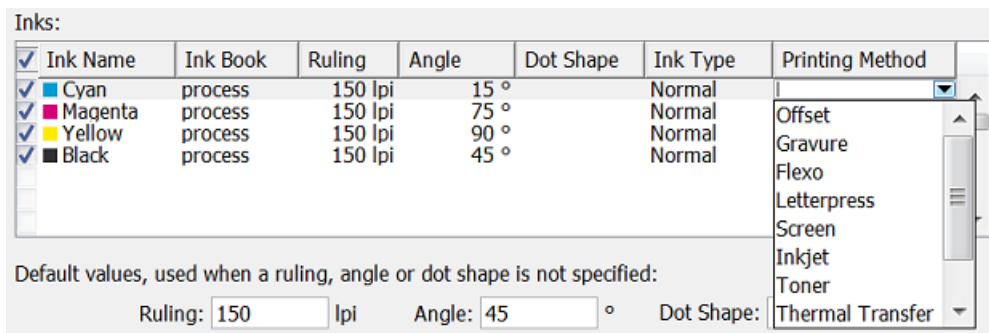 Inks:
Ink Name Ink Book Ruling Angle Dot Shape Ink Type Printing Method
Cyan process 150 lpi 15 ° Normal
Magenta process 150 lpi 75 ° Normal
Yellow process 150 lpi 90 ° Normal
Black process 150 lpi 45 ° Normal
Offset
Gravure
Flexo
Letterpress
Screen
Inkjet
Toner
Thermal Transfer
Default values, used when a ruling, angle or dot shape is not specified:
Ruling: 150 lpi Angle: 45 ° Dot Shape: